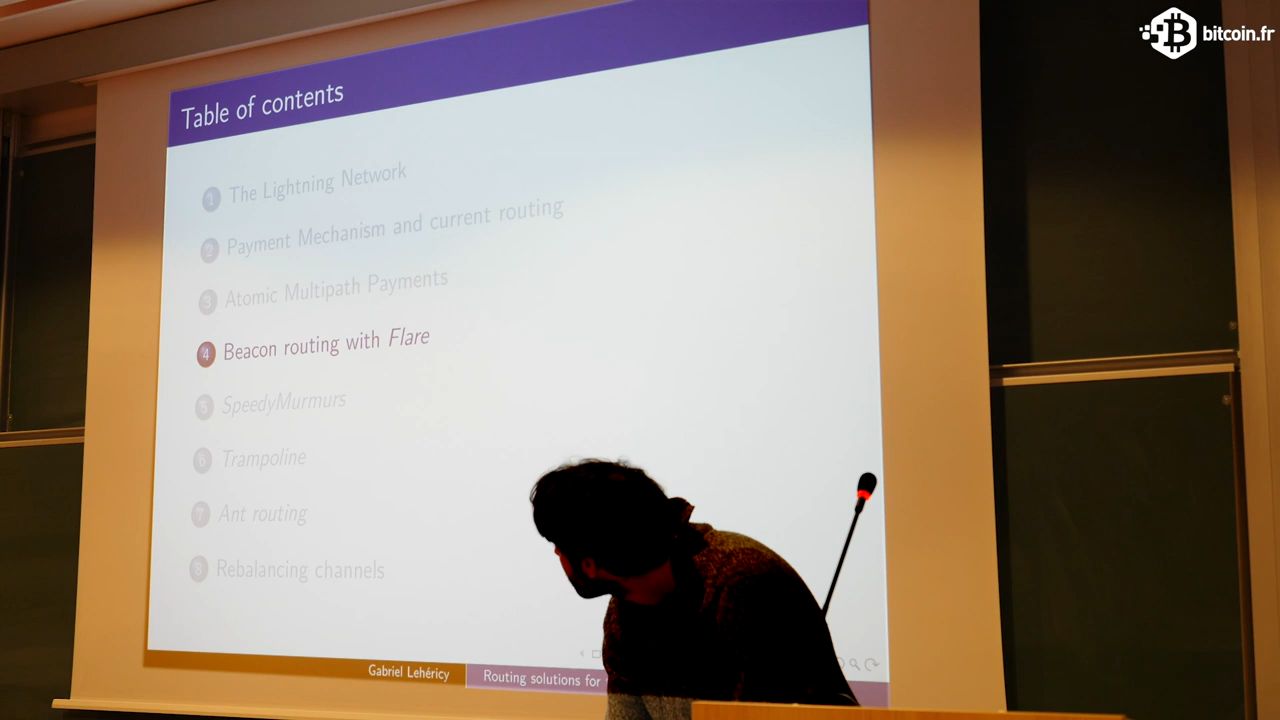 bitcoin.fr
Table of contents
1 The Lightning Network
2 Payment Mechanism and current routing
3 Atomic Multipath Payments
4 Beacon routing with Flare
5 SpeedyMurmurs
6 Trampoline
7 Ant routing
8 Rebalancing channels
Gabriel Lehéricy
Routing solutions for